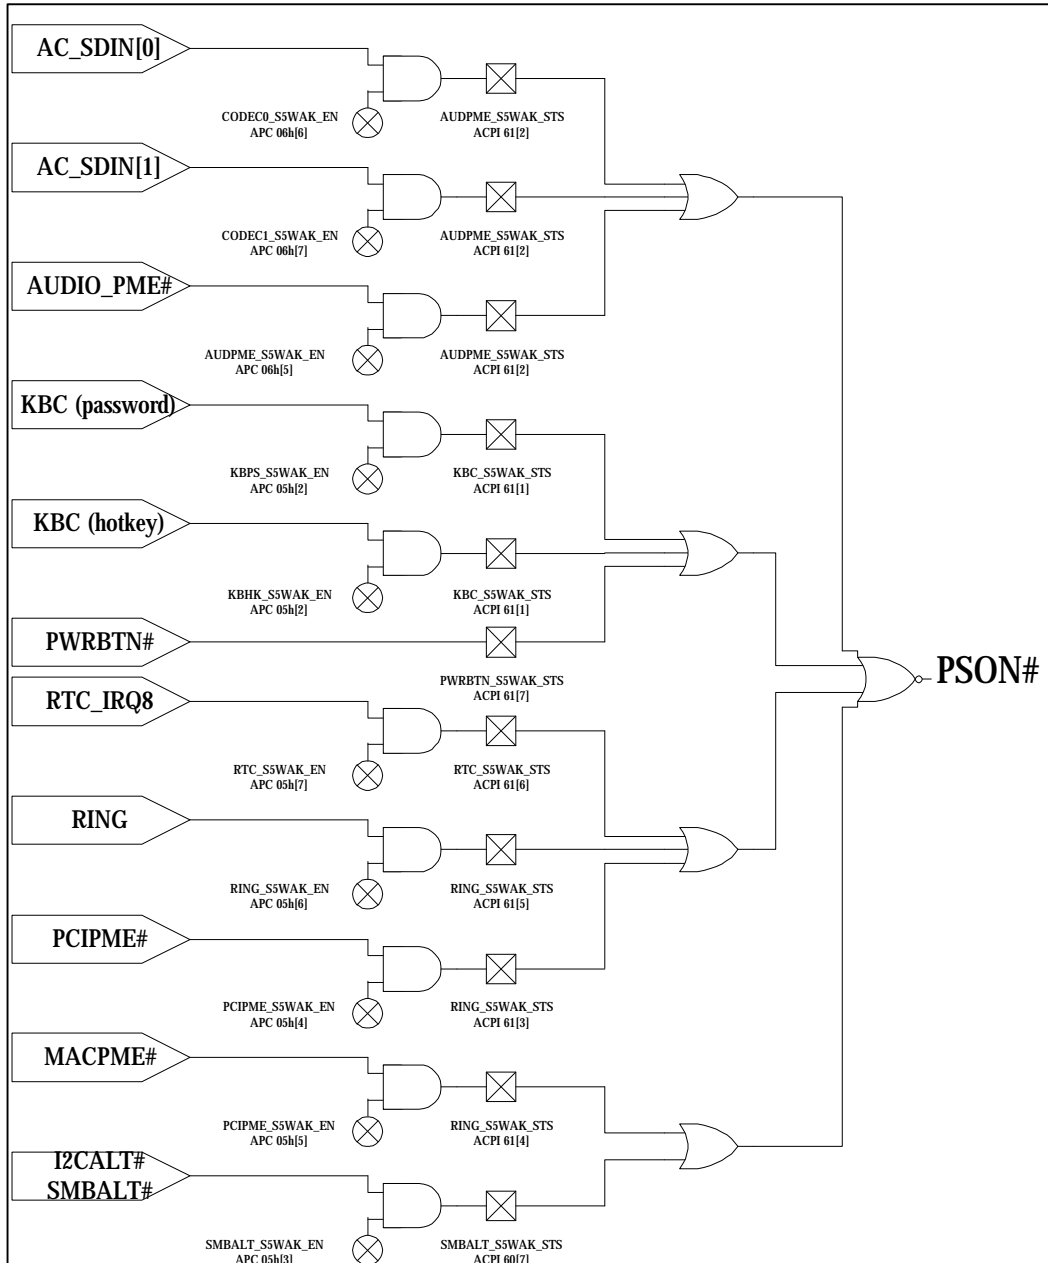 AC_SDIN[0]
CODEC0_S5WAK_EN
APC 06h[6]
AUDPME_S5WAK_STS
ACPI 61[2]
AC_SDIN[1]
CODEC1_S5WAK_EN
APC 06h[7]
AUDPME_S5WAK_STS
ACPI 61[2]
AUDIO_PME#
AUDPME_S5WAK_EN
APC 06h[5]
AUDPME_S5WAK_STS
ACPI 61[2]
KBC (password)
KBPS_S5WAK_EN
APC 05h[2]
KBC_S5WAK_STS
ACPI 61[1]
KBC (hotkey)
KBHK_S5WAK_EN
APC 05h[2]
KBC_S5WAK_STS
ACPI 61[1]
PWRBTN#
PWRBTN_S5WAK_STS
ACPI 61[7]
PSON#
RTC_IRQ8
RTC_S5WAK_EN
APC 05h[7]
RTC_S5WAK_STS
ACPI 61[6]
RING
RING_S5WAK_EN
APC 05h[6]
RING_S5WAK_STS
ACPI 61[5]
PCIPME#
PCIPME_S5WAK_EN
APC 05h[4]
RING_S5WAK_STS
ACPI 61[3]
MACPME#
PCIPME_S5WAK_EN
APC 05h[5]
RING_S5WAK_STS
ACPI 61[4]
I2CALT#
SMBALT#
SMBALT_S5WAK_EN
APC 05h[3]
SMBALT_S5WAK_STS
ACPI 60[7]